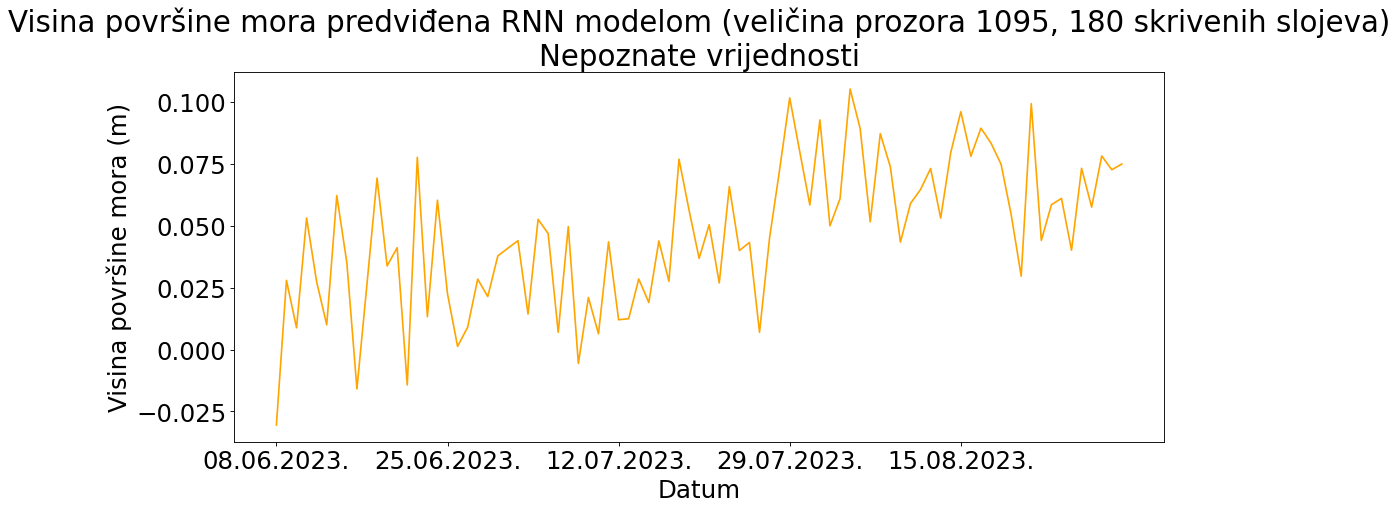 Visina površine mora predviđena RNN modelom (veličina prozora 1095, 180 skrivenih slojeva)
Nepoznate vrijednosti
Visina površine mora (m)
0.100
0.075
0.050
0.025
0.000
−0.025
08.06.2023. 25.06.2023. 12.07.2023. 29.07.2023. 15.08.2023.
Datum